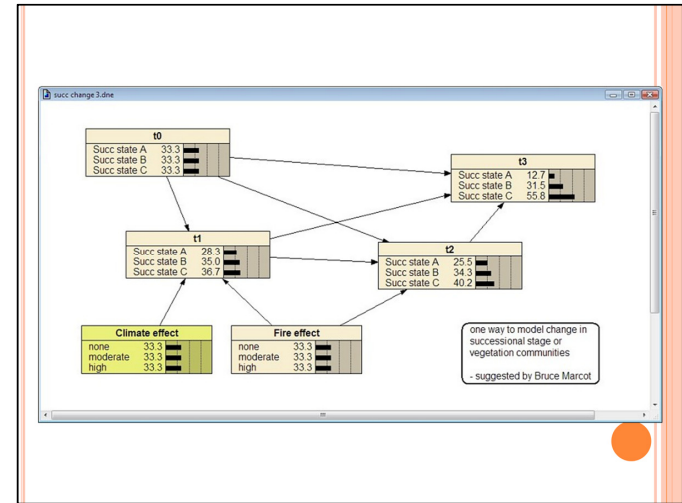 succ change 3.dne
t0
Succ state A 33.3
Succ state B 33.3
Succ state C 33.3
t3
Succ state A 12.7
Succ state B 31.5
Succ state C 55.8
t1
Succ state A 28.3
Succ state B 35.0
Succ state C 36.7
t2
Succ state A 25.5
Succ state B 34.3
Succ state C 40.2
Climate effect
none 33.3
moderate 33.3
high 33.3
Fire effect
none 33.3
moderate 33.3
high 33.3
one way to model change in
successional stage or
vegetation communities
- suggested by Bruce Marcot